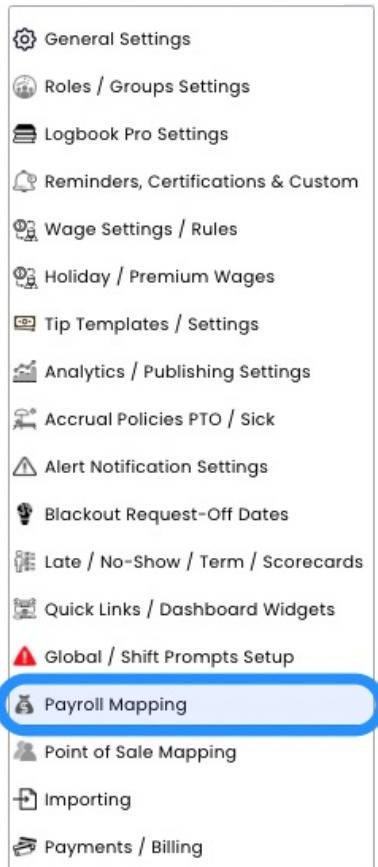 General Settings
Roles / Groups Settings
Logbook Pro Settings
Reminders, Certifications & Custom
Wage Settings / Rules
Holiday / Premium Wages
Tip Templates / Settings
Analytics / Publishing Settings
Accrual Policies PTO / Sick
Alert Notification Settings
Blackout Request-Off Dates
Late / No-Show / Term / Scorecards
Quick Links / Dashboard Widgets
Global / Shift Prompts Setup
Payroll Mapping
Point of Sale Mapping
Importing
Payments / Billing